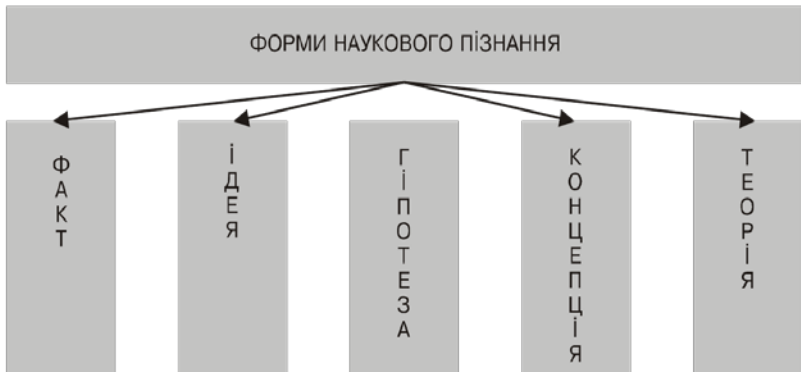 ФОРМИ НАУКОВОГО ПІЗНАННЯ
ФАКТ
ІДЕЯ
ГІПОТЕЗА
КОНЦЕПЦІЯ
ТЕОРІЯ